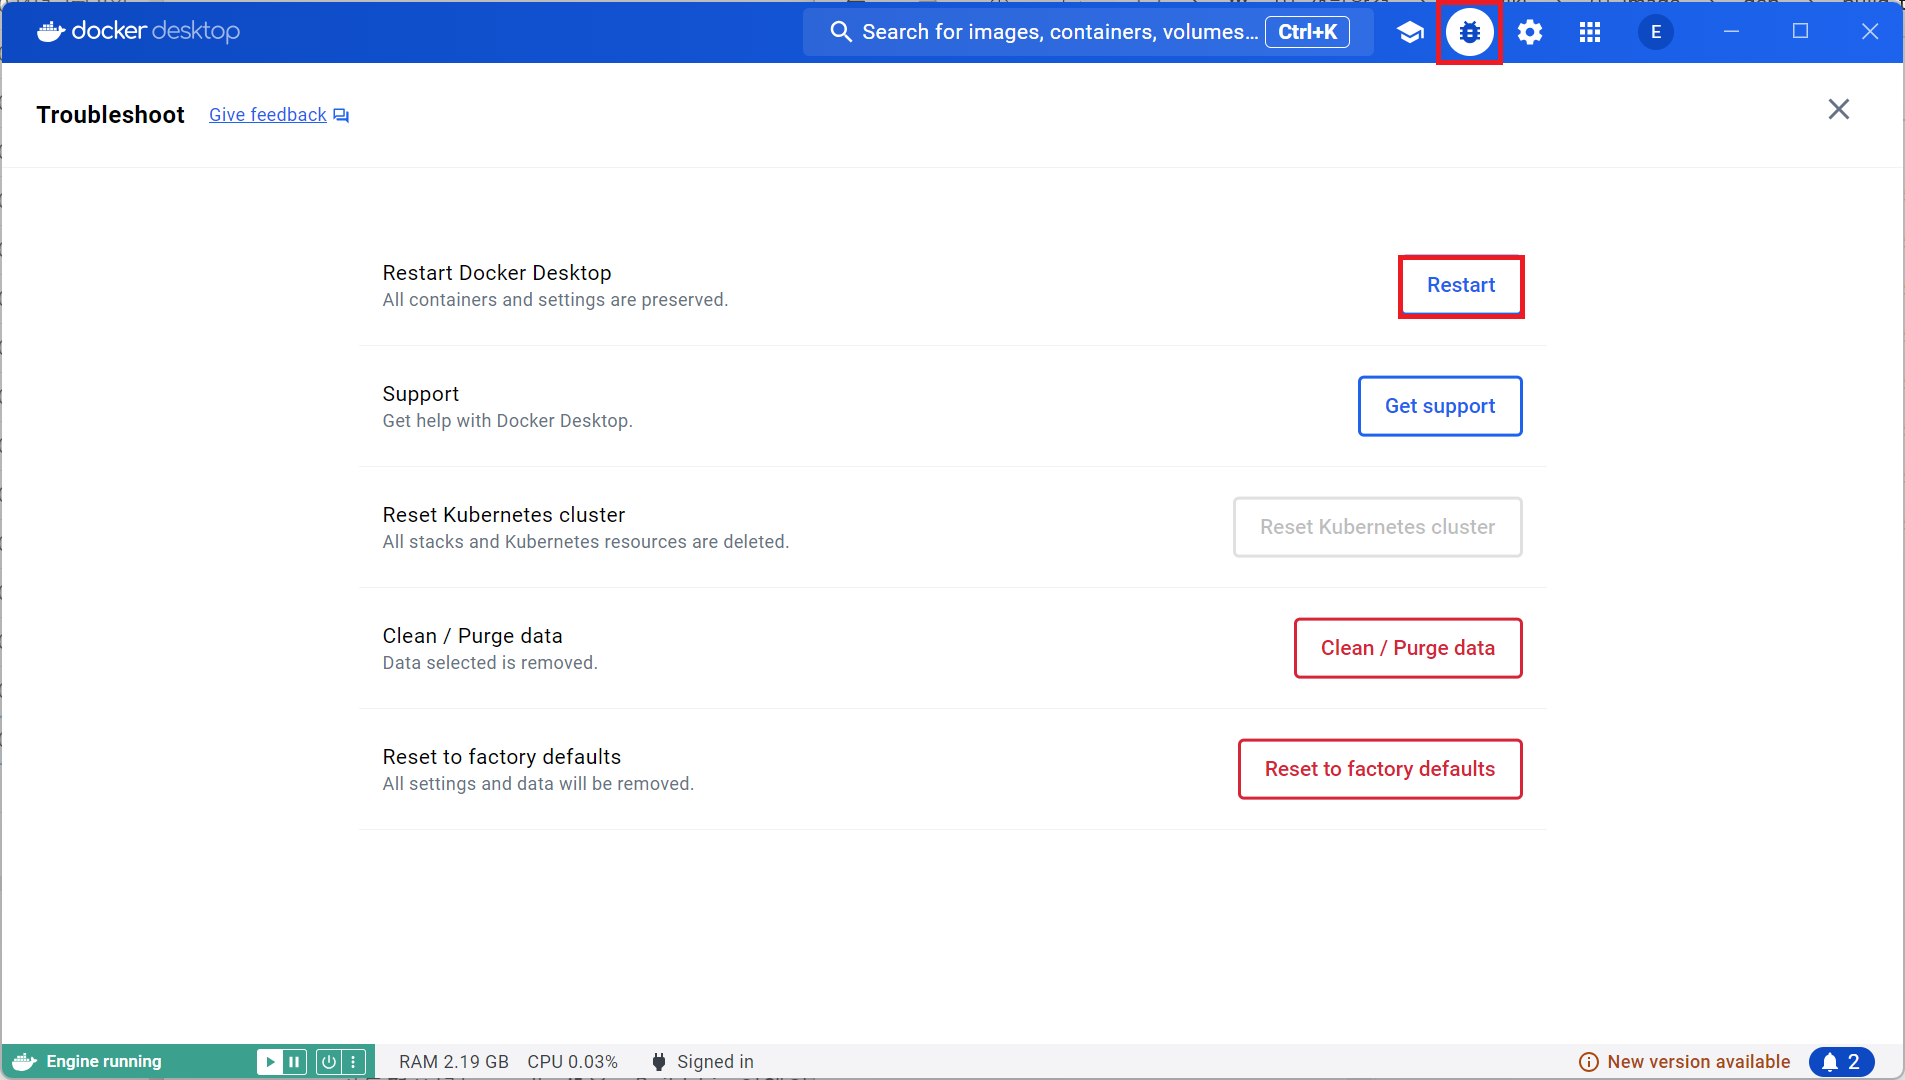 docker desktop
Search for images, containers, volumes... Ctrl+K
E
Troubleshoot Give feedback
Restart Docker Desktop
All containers and settings are preserved.
Restart
Support
Get help with Docker Desktop.
Get support
Reset Kubernetes cluster
All stacks and Kubernetes resources are deleted.
Reset Kubernetes cluster
Clean / Purge data
Data selected is removed.
Clean / Purge data
Reset to factory defaults
All settings and data will be removed.
Reset to factory defaults
Engine running RAM 2.19 GB CPU 0.03% Signed in New version available 2